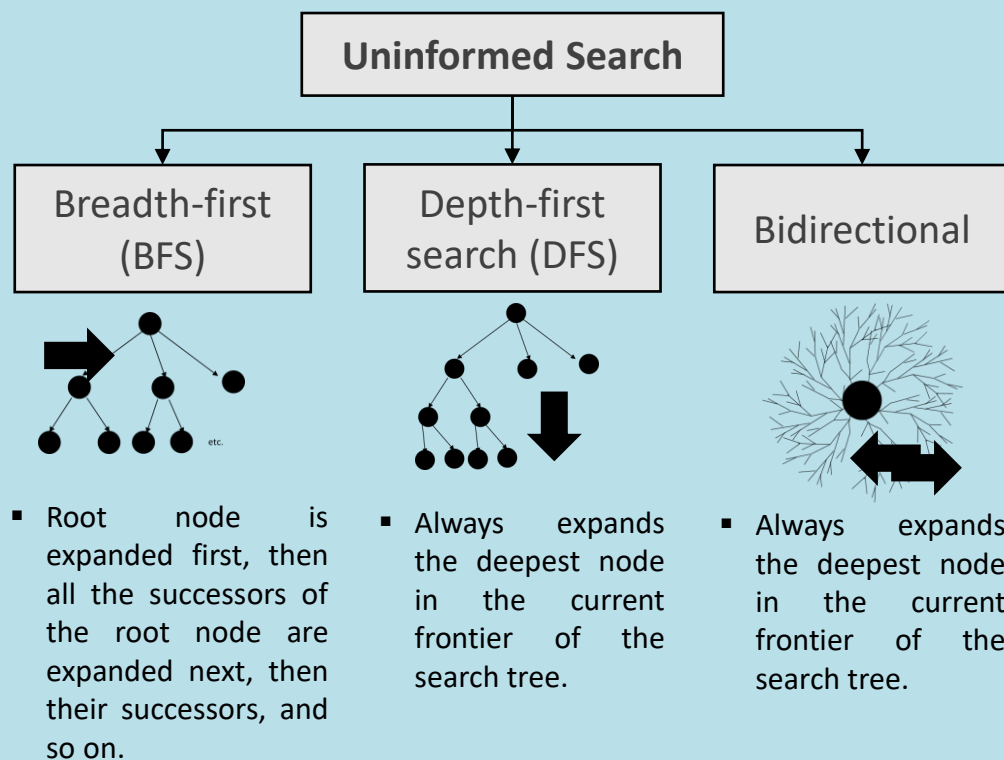 Uninformed Search
Breadth-first
(BFS)
Depth-first
search (DFS)
Bidirectional
etc.
▪ Root node is
expanded first, then
all the successors of
the root node are
expanded next, then
their successors, and
so on.
▪ Always expands
the deepest node
in the current
frontier of the
search tree.
▪ Always expands
the deepest node
in the current
frontier of the
search tree.